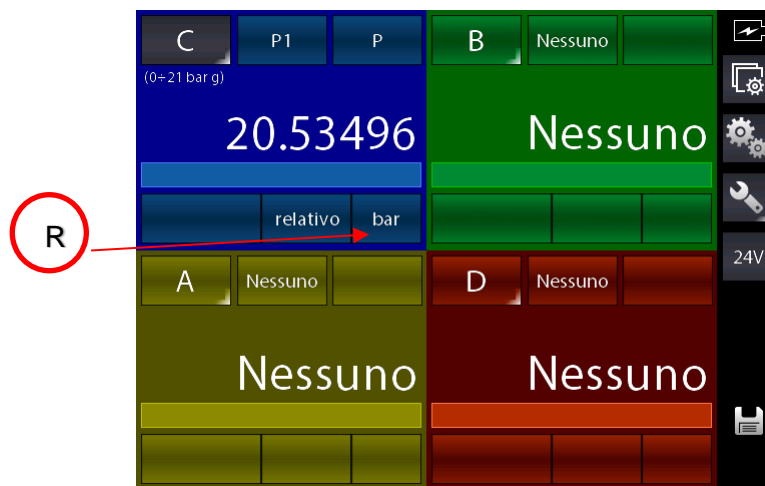 C P1 P
(0÷21 bar g)
20.53496
relativo bar
B Nessuno
Nessuno
R
A Nessuno
Nessuno
D Nessuno
Nessuno
24V